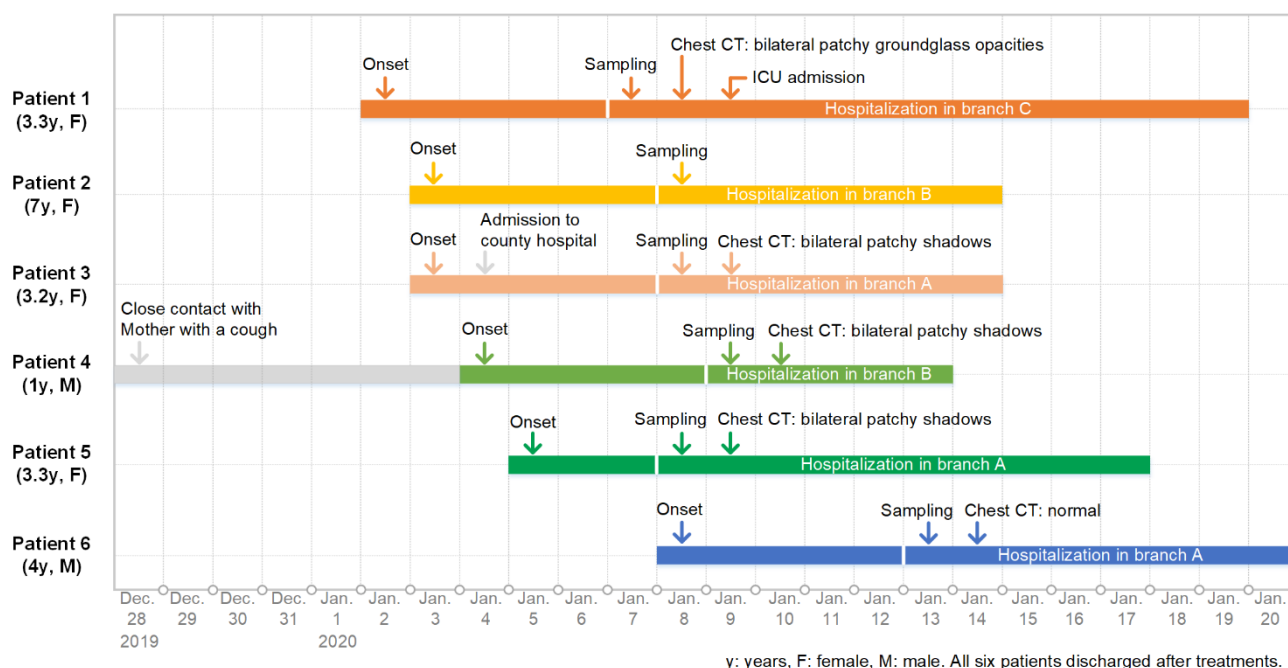 Chest CT: bilateral patchy groundglass opacities
Onset
Sampling
ICU admission
Patient 1
(3.3y, F)
Hospitalization in branch C
Onset
Sampling
Patient 2
(7y, F)
Hospitalization in branch B
Admission to
county hospital
Onset
Sampling
Chest CT: bilateral patchy shadows
Patient 3
(3.2y, F)
Hospitalization in branch A
Close contact with
Mother with a cough
Onset
Sampling
Chest CT: bilateral patchy shadows
Patient 4
(1y, M)
Hospitalization in branch B
Onset
Sampling
Chest CT: bilateral patchy shadows
Patient 5
(3.3y, F)
Hospitalization in branch A
Onset
Sampling
Chest CT: normal
Patient 6
(4y, M)
Hospitalization in branch A
Dec. Dec. Dec. Dec. Jan. Jan. Jan. Jan. Jan. Jan. Jan. Jan. Jan. Jan. Jan. Jan. Jan. Jan. Jan. Jan. Jan. Jan. Jan. Jan.
28 29 30 31 1 2 3 4 5 6 7 8 9 10 11 12 13 14 15 16 17 18 19 20
2019 2020
y: years, F: female, M: male. All six patients discharged after treatments.